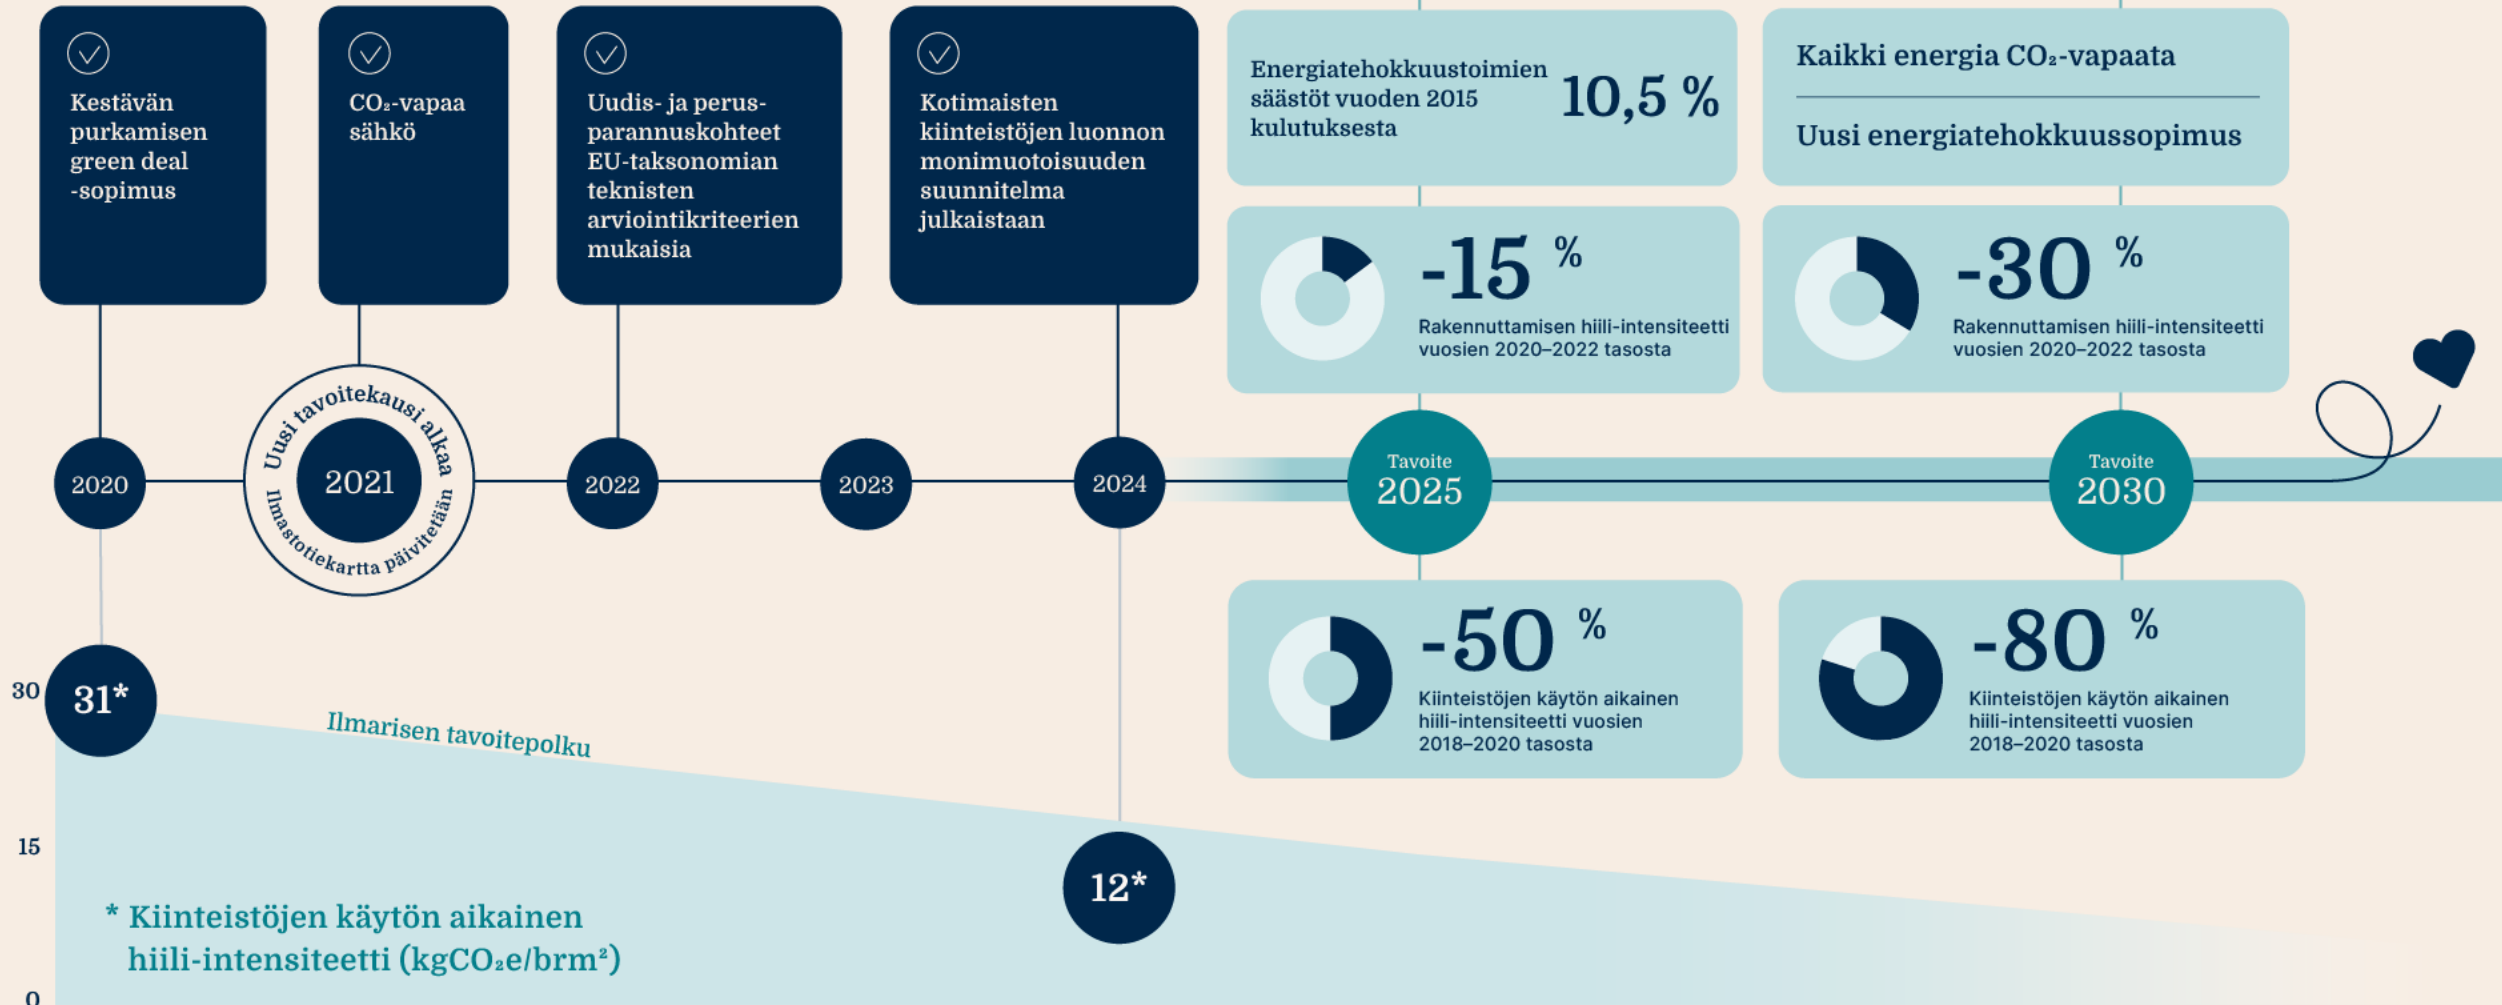 Kestävän
purkamisen
green deal
-sopimus
CO₂-vapaa
sähkö
Uudis- ja perus-
parannuskohteet
EU-taksonomian
teknisten
arviointikriteerien
mukaisia
Kotimaisten
kiinteistöjen luonnon
monimuotoisuuden
suunnitelma
julkaistaan
Energiatehokkuustoimien
säästöt vuoden 2015
kulutuksesta
10,5 %
Kaikki energia CO₂-vapaata
Uusi energiatehokkuussopimus
-15 %
Rakennuttamisen hiili-intensiteetti
vuosien 2020–2022 tasosta
-30 %
Rakennuttamisen hiili-intensiteetti
vuosien 2020–2022 tasosta
2020
Uusi tavoitekausi alkaa
2021
Ilmastotiekartta päivitetään
2022
2023
2024
Tavoite
2025
Tavoite
2030
-50 %
Kiinteistöjen käytön aikainen
hiili-intensiteetti vuosien
2018–2020 tasosta
-80 %
Kiinteistöjen käytön aikainen
hiili-intensiteetti vuosien
2018–2020 tasosta
30
31*
Ilmarisen tavoitepolku
15
12*
* Kiinteistöjen käytön aikainen
hiili-intensiteetti (kgCO₂e/brm²)
0